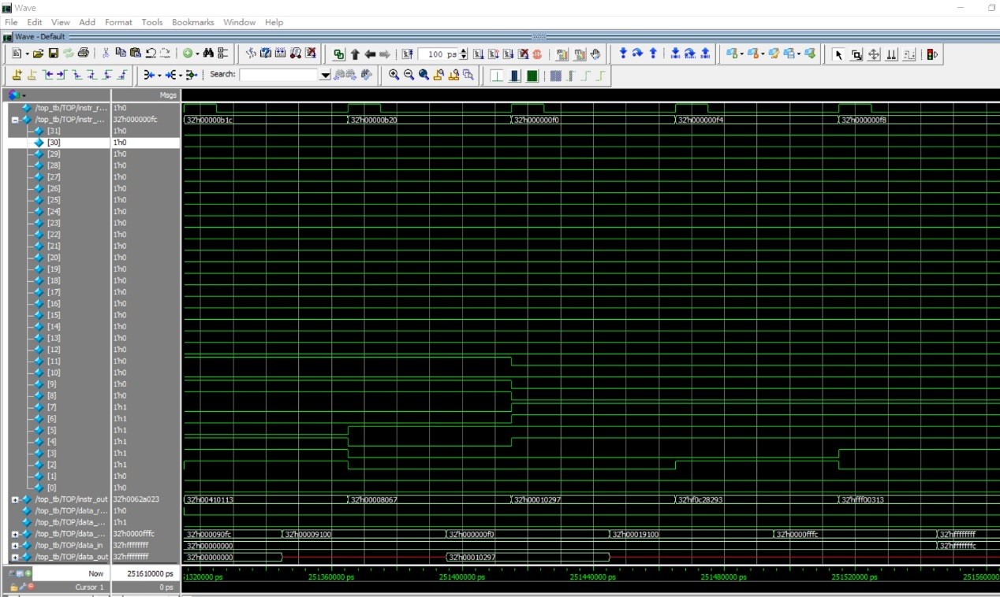 Wave
File Edit View Add Format Tools Bookmarks Window Help
Wave - Default
100 ps
Search:
Msgs
/top_tb/TOP/instr_r... 1'h0
/top_tb/TOP/instr_... 32'h000000fc 32'h00000b1c 32'h00000b20 32'h000000f0 32'h000000f4 32'h000000f8
[31] 1'h0
[30] 1'h0
[29] 1'h0
[28] 1'h0
[27] 1'h0
[26] 1'h0
[25] 1'h0
[24] 1'h0
[23] 1'h0
[22] 1'h0
[21] 1'h0
[20] 1'h0
[19] 1'h0
[18] 1'h0
[17] 1'h0
[16] 1'h0
[15] 1'h0
[14] 1'h0
[13] 1'h0
[12] 1'h0
[11] 1'h0
[10] 1'h0
[9] 1'h0
[8] 1'h0
[7] 1'h1
[6] 1'h1
[5] 1'h1
[4] 1'h1
[3] 1'h1
[2] 1'h1
[1] 1'h0
[0] 1'h0
/top_tb/TOP/instr_out 32'h0062a023 32'h00410113 32'h00008067 32'h00010297 32'hf0c28293 32'hfff00313
/top_tb/TOP/data_r... 1'h0
/top_tb/TOP/data_... 1'h1
/top_tb/TOP/data_... 32'h0000fffc 32'h000090fc 32'h00009100 32'h000000f0 32'h00019100 32'h0000fffc 32'hffffffff
/top_tb/TOP/data_in 32'hffffffff 32'h00000000 32'hfffffffc
/top_tb/TOP/data_out 32'hffffffff 32'h00000000 32'h00010297
Now 251610000 ps 1320000 ps 251360000 ps 251400000 ps 251440000 ps 251480000 ps 251520000 ps 251560000
Cursor 1 0 ps